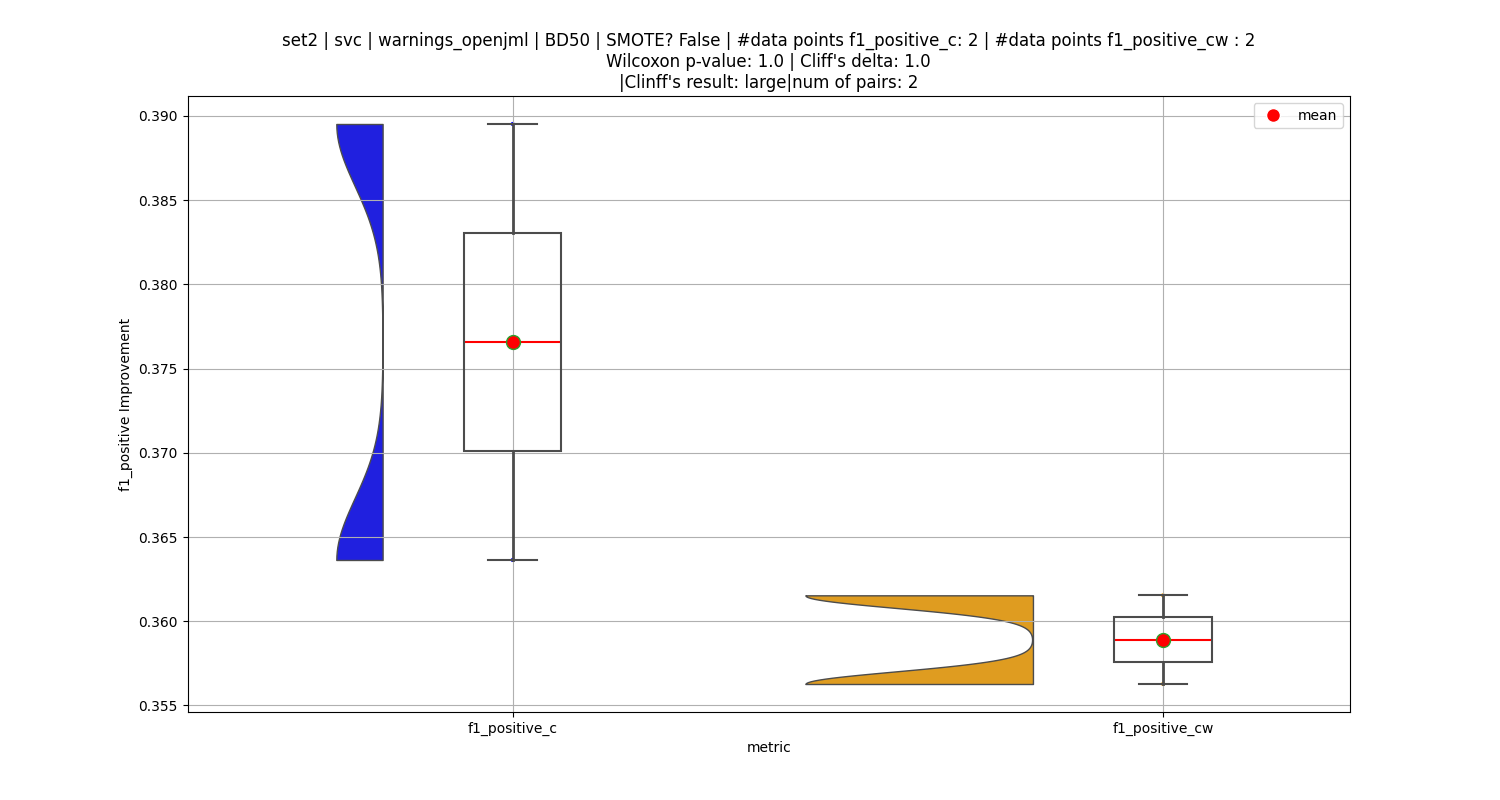 set2 | svc | warnings_openjml | BD50 | SMOTE? False | #data points f1_positive_c: 2 | #data points f1_positive_cw : 2
Wilcoxon p-value: 1.0 | Cliff's delta: 1.0
|Clinff's result: large|num of pairs: 2
mean
0.390
0.385
0.380
0.375
0.370
0.365
0.360
0.355
f1_positive Improvement
f1_positive_c
f1_positive_cw
metric